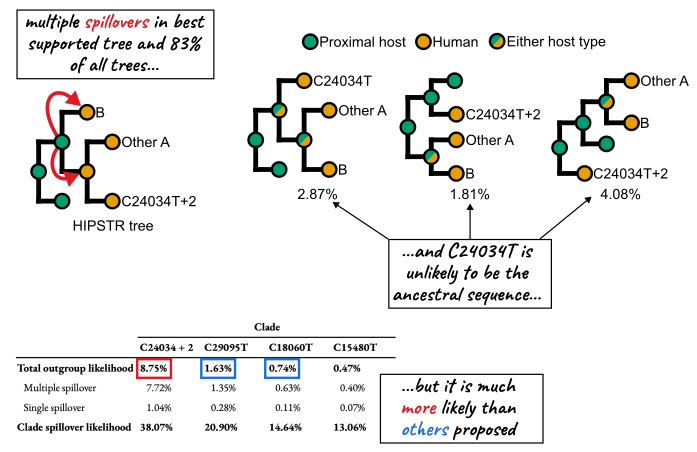 multiple spillovers in best
supported tree and 83%
of all trees...
Proximal host Human Either host type
B
Other A
C24034T+2
HIPSTR tree
C24034T
Other A
B
2.87%
C24034T+2
Other A
B
1.81%
Other A
B
C24034T+2
4.08%
...and C24034T is
unlikely to be the
ancestral sequence...
Clade
C24034 + 2 C29095T C18060T C15480T
Total outgroup likelihood 8.75% 1.63% 0.74% 0.47%
Multiple spillover 7.72% 1.35% 0.63% 0.40%
Single spillover 1.04% 0.28% 0.11% 0.07%
Clade spillover likelihood 38.07% 20.90% 14.64% 13.06%
...but it is much
more likely than
others proposed